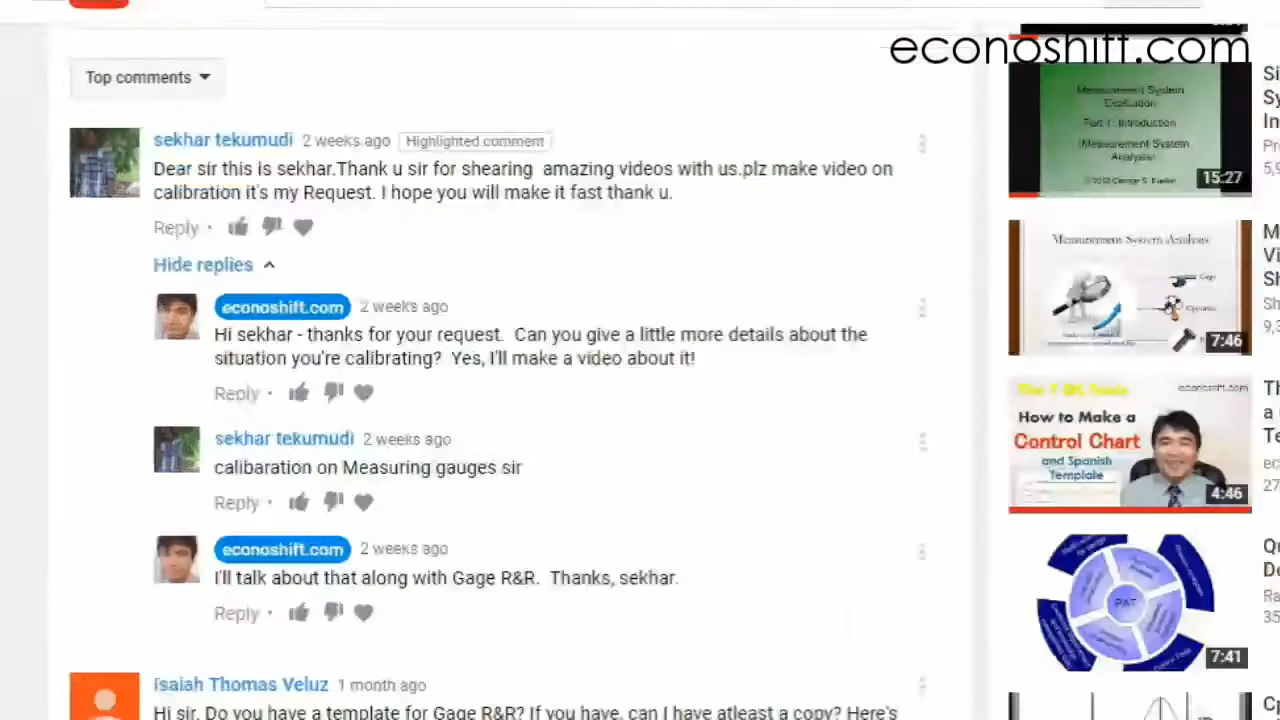 econoshift.com
Top comments
sekhar tekumudi 2 weeks ago Highlighted comment
Dear sir this is sekhar.Thank u sir for shearing amazing videos with us.plz make video on
calibration it's my Request. I hope you will make it fast thank u.
Reply
Hide replies
econoshift.com 2 weeks ago
Hi sekhar - thanks for your request. Can you give a little more details about the
situation you're calibrating? Yes, I'll make a video about it!
Reply
sekhar tekumudi 2 weeks ago
calibaration on Measuring gauges sir
Reply
econoshift.com 2 weeks ago
I'll talk about that along with Gage R&R. Thanks, sekhar.
Reply
Isaiah Thomas Veluz 1 month ago
Hi sir. Do you have a template for Gage R&R? If you have, can I have atleast a copy? Here's
Measurement System
Evaluation
Part 1: Introduction
Measurement System
Analysis
15:27
Measurement System Analysis
7:46
The 7 QC Tools
econoshift.com
How to Make a
Control Chart
and Spanish
Template
4:46
PAT
7:41